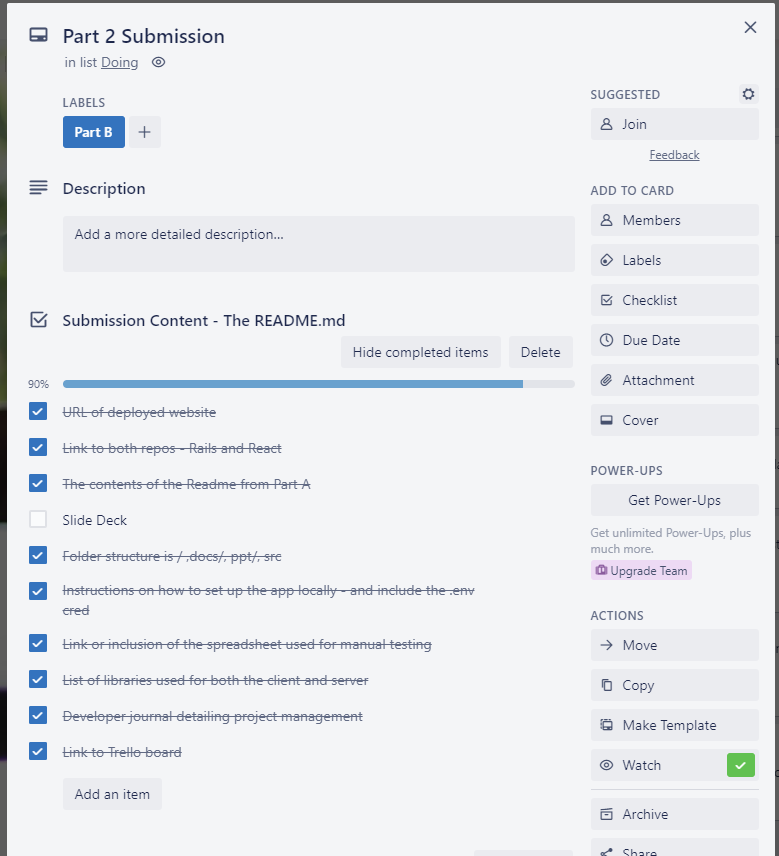 Part 2 Submission
in list Doing
LABELS
Part B
Description
Add a more detailed description...
Submission Content - The README.md
Hide completed items
Delete
90%
URL of deployed website
Link to both repos - Rails and React
The contents of the Readme from Part A
Slide Deck
Folder structure is / ,docs/, ppt/, src
Instructions on how to set up the app locally - and include the .env
cred
Link or inclusion of the spreadsheet used for manual testing
List of libraries used for both the client and server
Developer journal detailing project management
Link to Trello board
Add an item
SUGGESTED
Join
Feedback
ADD TO CARD
Members
Labels
Checklist
Due Date
Attachment
Cover
POWER-UPS
Get Power-Ups
Get unlimited Power-Ups, plus
much more.
Upgrade Team
ACTIONS
Move
Copy
Make Template
Watch
Archive
Share